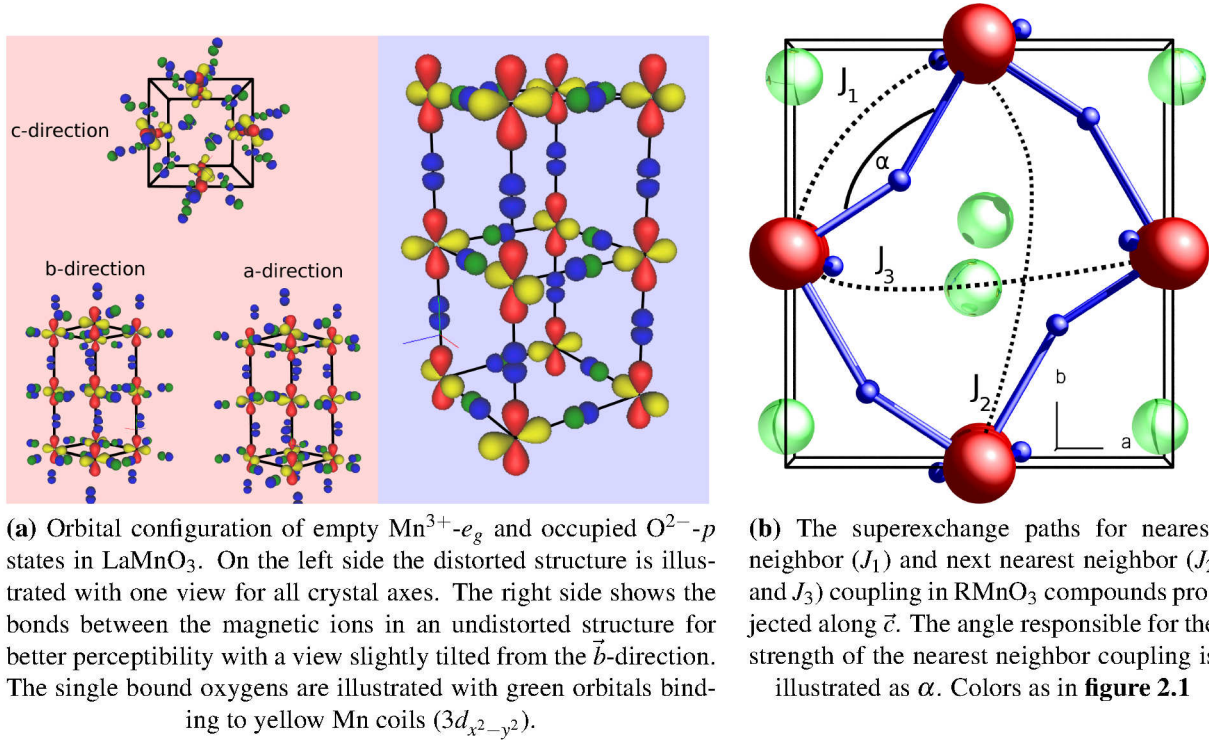 c-direction
b-direction
a-direction
J₁
α
J₃
J₂
b
a
(a) Orbital configuration of empty Mn³⁺-e_g and occupied O²⁻-p
states in LaMnO₃. On the left side the distorted structure is illus-
trated with one view for all crystal axes. The right side shows the
bonds between the magnetic ions in an undistorted structure for
better perceptibility with a view slightly tilted from the b⃗-direction.
The single bound oxygens are illustrated with green orbitals bind-
ing to yellow Mn coils (3d_{x²−y²}).
(b) The superexchange paths for neares
neighbor (J₁) and next nearest neighbor (J₂
and J₃) coupling in RMnO₃ compounds pro
jected along c⃗. The angle responsible for the
strength of the nearest neighbor coupling is
illustrated as α. Colors as in figure 2.1